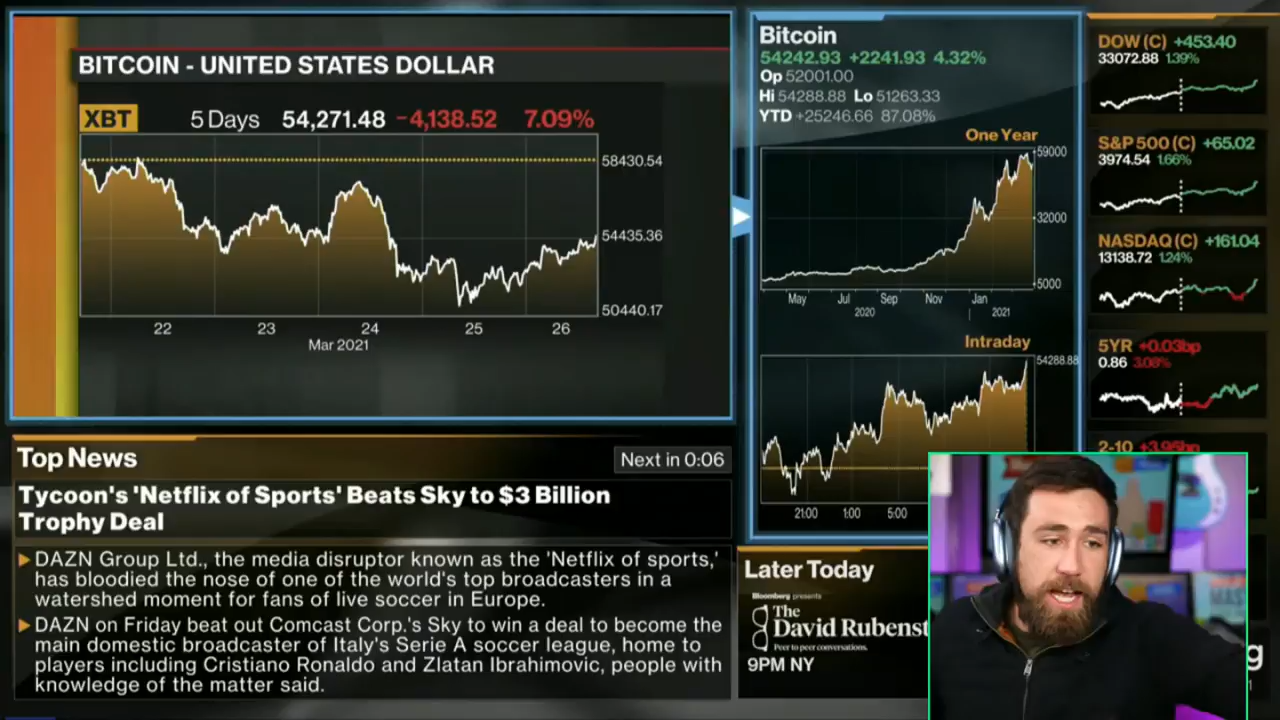 BITCOIN - UNITED STATES DOLLAR
XBT 5 Days 54,271.48 -4,138.52 7.09%
58430.54
54435.36
50440.17
22 23 24 25 26
Mar 2021
Bitcoin
54242.93 +2241.93 4.32%
Op 52001.00
Hi 54288.88 Lo 51263.33
YTD +25246.66 87.08%
One Year
59000
32000
5000
May Jul Sep Nov Jan
2020 2021
Intraday
54288.88
21:00 1:00 5:00
DOW (C) +453.40
33072.88 1.39%
S&P 500 (C) +65.02
3974.54 1.66%
NASDAQ (C) +161.04
13138.72 1.24%
5YR +0.03bp
0.86 3.08%
2-10 +3.95bp
Top News
Next in 0:06
Tycoon's 'Netflix of Sports' Beats Sky to $3 Billion
Trophy Deal
DAZN Group Ltd., the media disruptor known as the 'Netflix of sports,'
has bloodied the nose of one of the world's top broadcasters in a
watershed moment for fans of live soccer in Europe.
DAZN on Friday beat out Comcast Corp.'s Sky to win a deal to become the
main domestic broadcaster of Italy's Serie A soccer league, home to
players including Cristiano Ronaldo and Zlatan Ibrahimovic, people with
knowledge of the matter said.
Later Today
Bloomberg presents
The
David Rubenst
Peer to peer conversations.
9PM NY
g